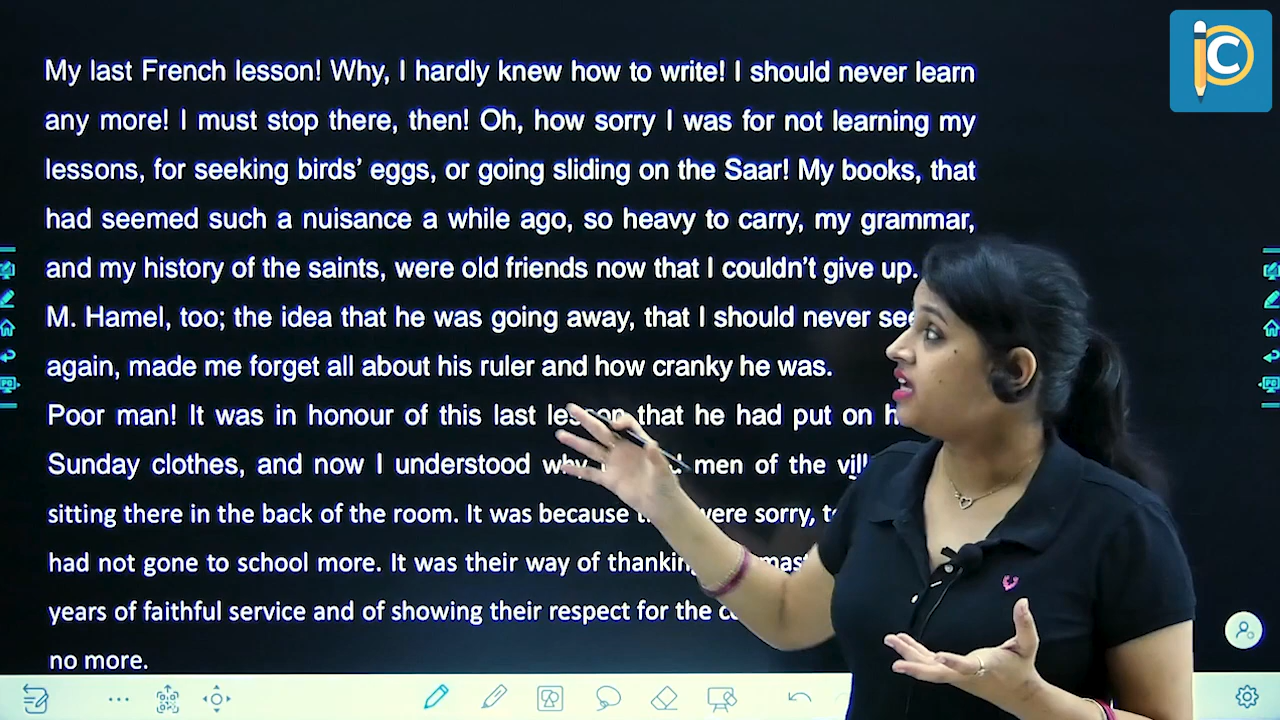 My last French lesson! Why, I hardly knew how to write! I should never learn
any more! I must stop there, then! Oh, how sorry I was for not learning my
lessons, for seeking birds’ eggs, or going sliding on the Saar! My books, that
had seemed such a nuisance a while ago, so heavy to carry, my grammar,
and my history of the saints, were old friends now that I couldn’t give up.
M. Hamel, too; the idea that he was going away, that I should never see
again, made me forget all about his ruler and how cranky he was.
Poor man! It was in honour of this last lesson that he had put on
Sunday clothes, and now I understood why men of the
sitting there in the back of the room. It was because were sorry,
had not gone to school more. It was their way of thanking
years of faithful service and of showing their respect for the
no more.